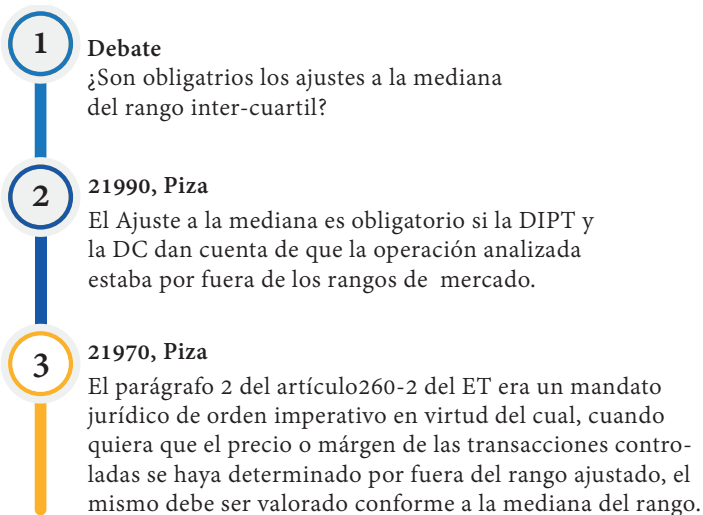 1
Debate
¿Son obligatrios los ajustes a la mediana
del rango inter-cuartil?
2
21990, Piza
El Ajuste a la mediana es obligatorio si la DIPT y
la DC dan cuenta de que la operación analizada
estaba por fuera de los rangos de mercado.
3
21970, Piza
El parágrafo 2 del artículo260-2 del ET era un mandato
jurídico de orden imperativo en virtud del cual, cuando
quiera que el precio o márgen de las transacciones contro-
ladas se haya determinado por fuera del rango ajustado, el
mismo debe ser valorado conforme a la mediana del rango.